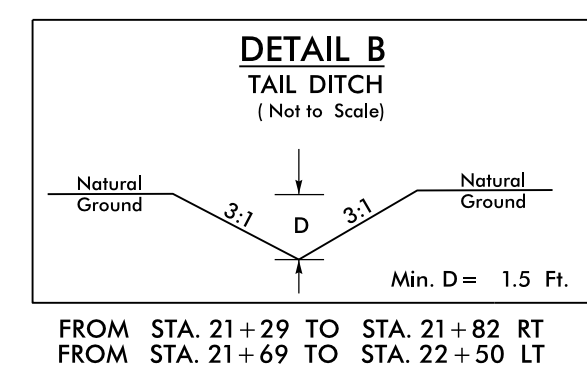 DETAIL B
TAIL DITCH
( Not to Scale)
Natural
Ground
3:1
D
3:1
Natural
Ground
Min. D = 1.5 Ft.
FROM STA. 21+29 TO STA. 21+82 RT
FROM STA. 21+69 TO STA. 22+50 LT